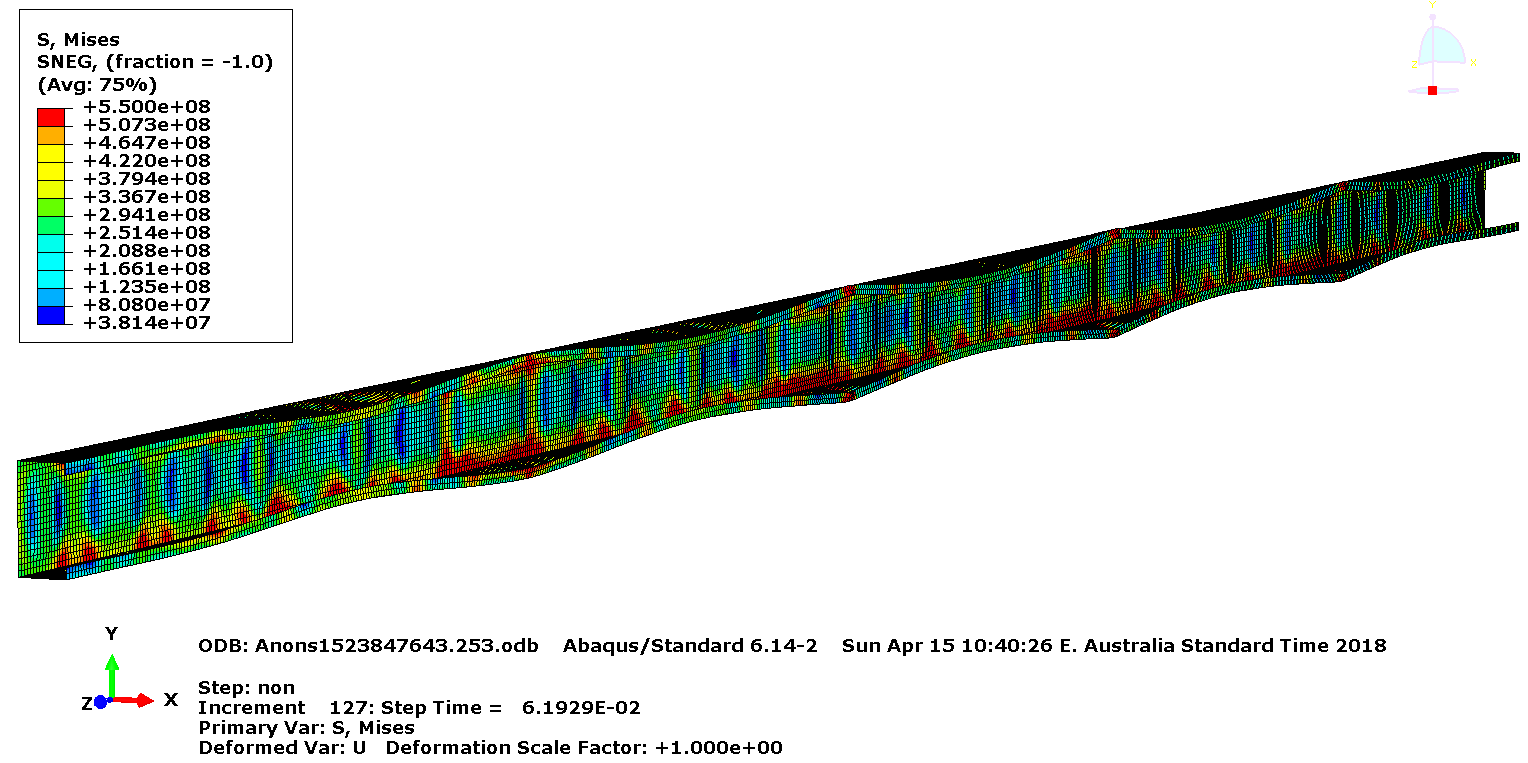 S, Mises
SNEG, (fraction = -1.0)
(Avg: 75%)
+5.500e+08
+5.073e+08
+4.647e+08
+4.220e+08
+3.794e+08
+3.367e+08
+2.941e+08
+2.514e+08
+2.088e+08
+1.661e+08
+1.235e+08
+8.080e+07
+3.814e+07
Y
Z
X
Y
Z
X
ODB: Anons1523847643.253.odb    Abaqus/Standard 6.14-2    Sun Apr 15 10:40:26 E. Australia Standard Time 2018
Step: non
Increment    127: Step Time =    6.1929E-02
Primary Var: S, Mises
Deformed Var: U    Deformation Scale Factor: +1.000e+00